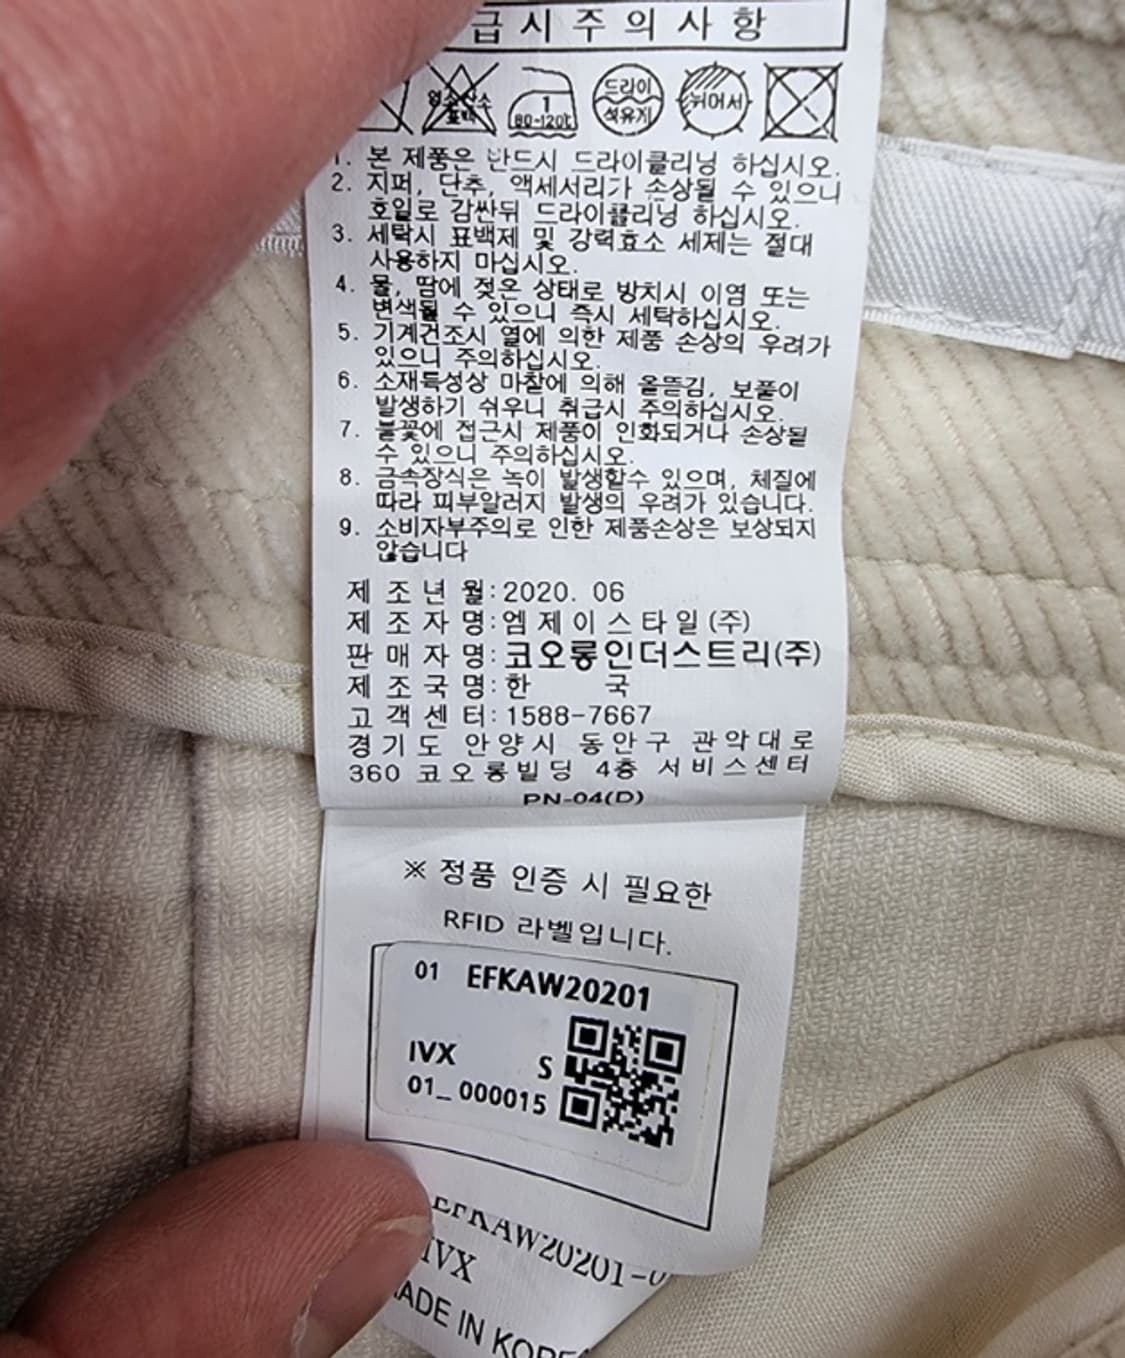 급시주의사항
염소산소
표백
1
80-120℃
드라이
석유계
뉘어서
1. 본 제품은 반드시 드라이클리닝 하십시오.
2. 지퍼, 단추, 액세서리가 손상될 수 있으니
호일로 감싼뒤 드라이클리닝 하십시오.
3. 세탁시 표백제 및 강력효소 세제는 절대
사용하지 마십시오.
4. 물, 땀에 젖은 상태로 방치시 이염 또는
변색될 수 있으니 즉시 세탁하십시오.
5. 기계건조시 열에 의한 제품 손상의 우려가
있으니 주의하십시오.
6. 소재특성상 마찰에 의해 올뜯김, 보풀이
발생하기 쉬우니 취급시 주의하십시오.
7. 불꽃에 접근시 제품이 인화되거나 손상될
수 있으니 주의하십시오.
8. 금속장식은 녹이 발생할수 있으며, 체질에
따라 피부알러지 발생의 우려가 있습니다.
9. 소비자부주의로 인한 제품손상은 보상되지
않습니다
제 조 년 월: 2020. 06
제 조 자 명: 엠제이스타일(주)
판 매 자 명: 코오롱인더스트리(주)
제 조 국 명: 한 국
고 객 센 터: 1588-7667
경기도 안양시 동안구 관악대로
360 코오롱빌딩 4층 서비스센터
PN-04(D)
※ 정품 인증 시 필요한
RFID 라벨입니다.
01 EFKAW20201
IVX S
01_ 000015
EFKAW20201-0
IVX
MADE IN KOREA